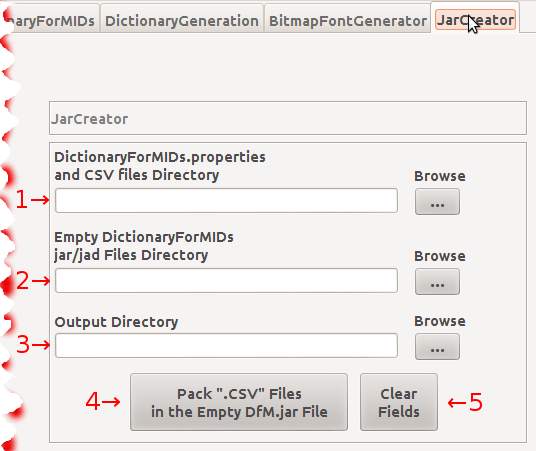 naryForMIDs DictionaryGeneration BitmapFontGenerator JarCreator
JarCreator
DictionaryForMIDs.properties
and CSV files Directory
Browse
1→
...
Empty DictionaryForMIDs
jar/jad Files Directory
Browse
2→
...
Output Directory
Browse
3→
...
4→
Pack ".CSV" Files
in the Empty DfM.jar File
Clear
Fields
←5